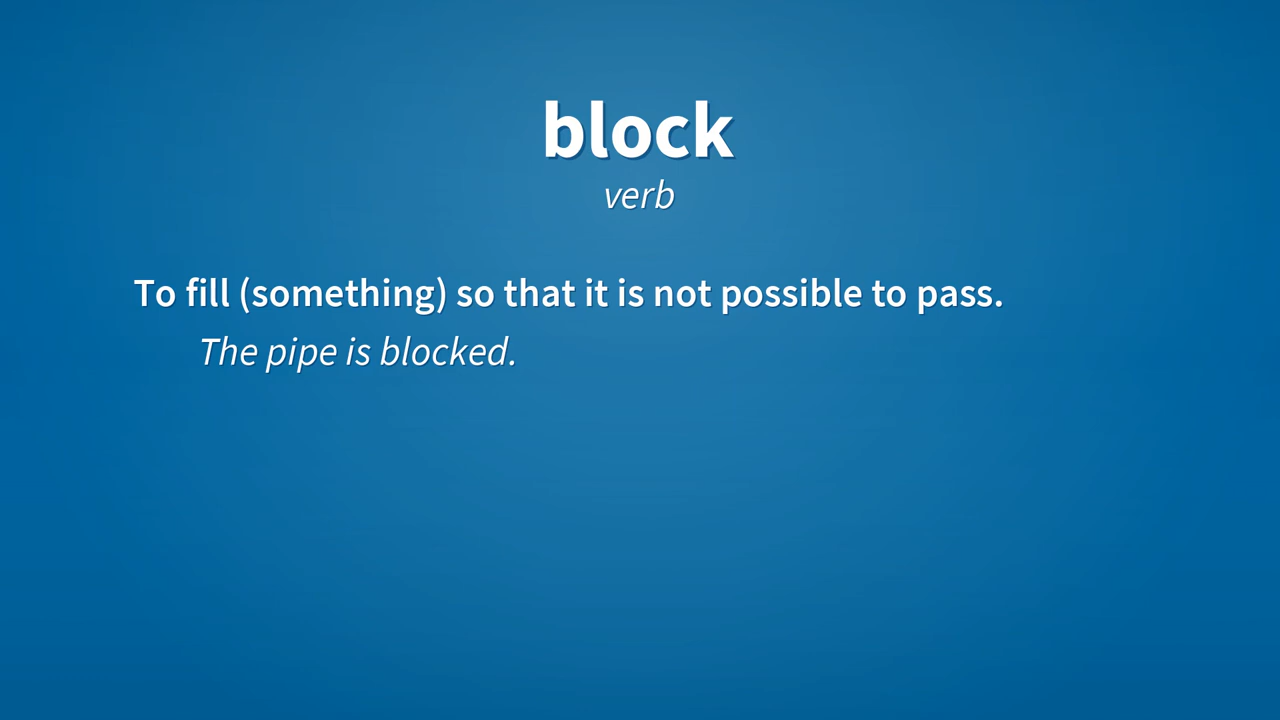 block
verb
To fill (something) so that it is not possible to pass.
The pipe is blocked.